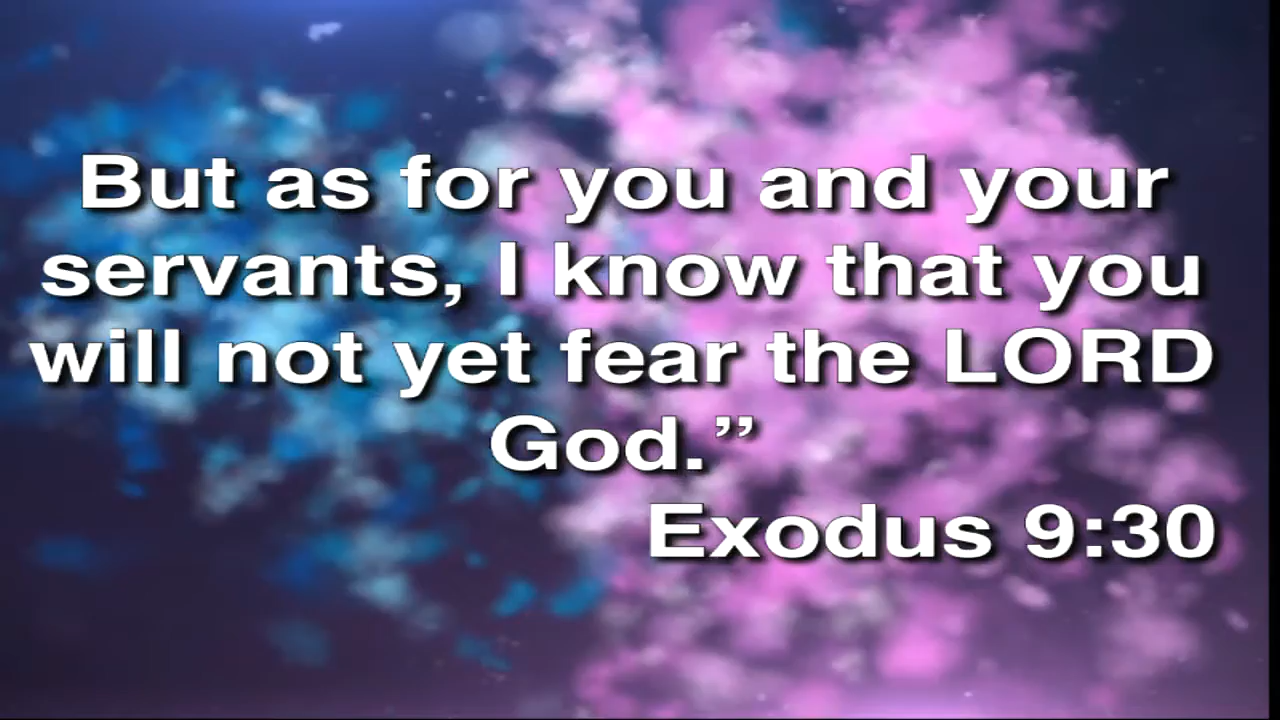 But as for you and your
servants, I know that you
will not yet fear the LORD
God.”
Exodus 9:30